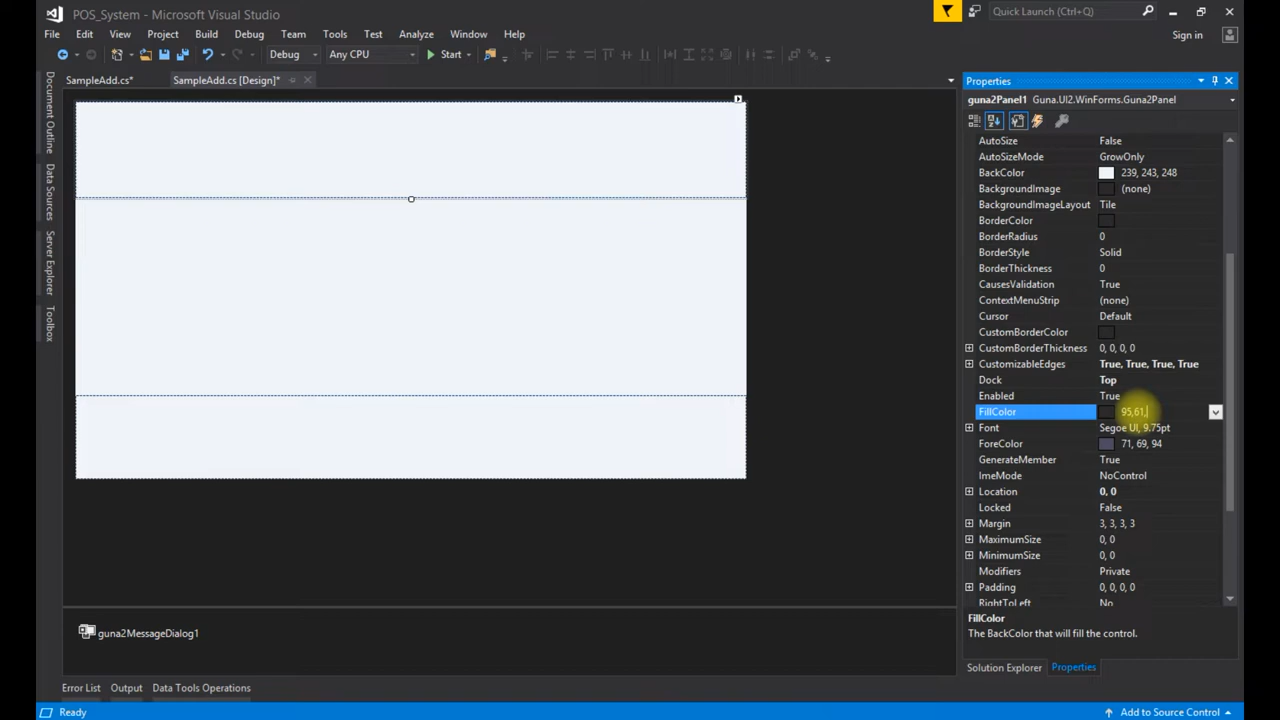 POS_System - Microsoft Visual Studio
Quick Launch (Ctrl+Q)
File Edit View Project Build Debug Team Tools Test Analyze Window Help
Sign in
Debug Any CPU Start
Document Outline
Data Sources
Server Explorer
Toolbox
SampleAdd.cs* SampleAdd.cs [Design]*
guna2MessageDialog1
Properties
guna2Panel1 Guna.UI2.WinForms.Guna2Panel
AutoSize False
AutoSizeMode GrowOnly
BackColor 239, 243, 248
BackgroundImage (none)
BackgroundImageLayout Tile
BorderColor
BorderRadius 0
BorderStyle Solid
BorderThickness 0
CausesValidation True
ContextMenuStrip (none)
Cursor Default
CustomBorderColor
CustomBorderThickness 0, 0, 0, 0
CustomizableEdges True, True, True, True
Dock Top
Enabled True
FillColor 95,61,
Font Segoe UI, 9.75pt
ForeColor 71, 69, 94
GenerateMember True
ImeMode NoControl
Location 0, 0
Locked False
Margin 3, 3, 3, 3
MaximumSize 0, 0
MinimumSize 0, 0
Modifiers Private
Padding 0, 0, 0, 0
RightToLeft No
FillColor
The BackColor that will fill the control.
Solution Explorer Properties
Error List Output Data Tools Operations
Ready
Add to Source Control